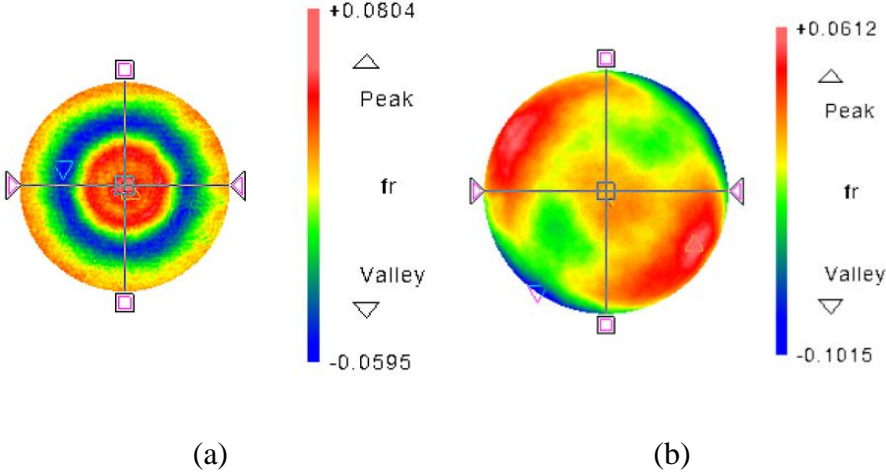 +0.0804
Peak
fr
Valley
-0.0595
+0.0612
Peak
fr
Valley
-0.1015
(a)
(b)